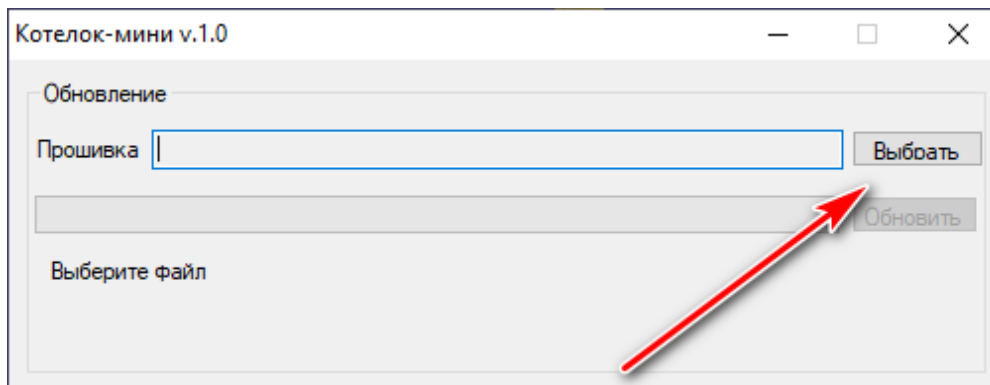 Котелок-мини v.1.0
Обновление
Прошивка
Выбрать
Обновить
Выберите файл